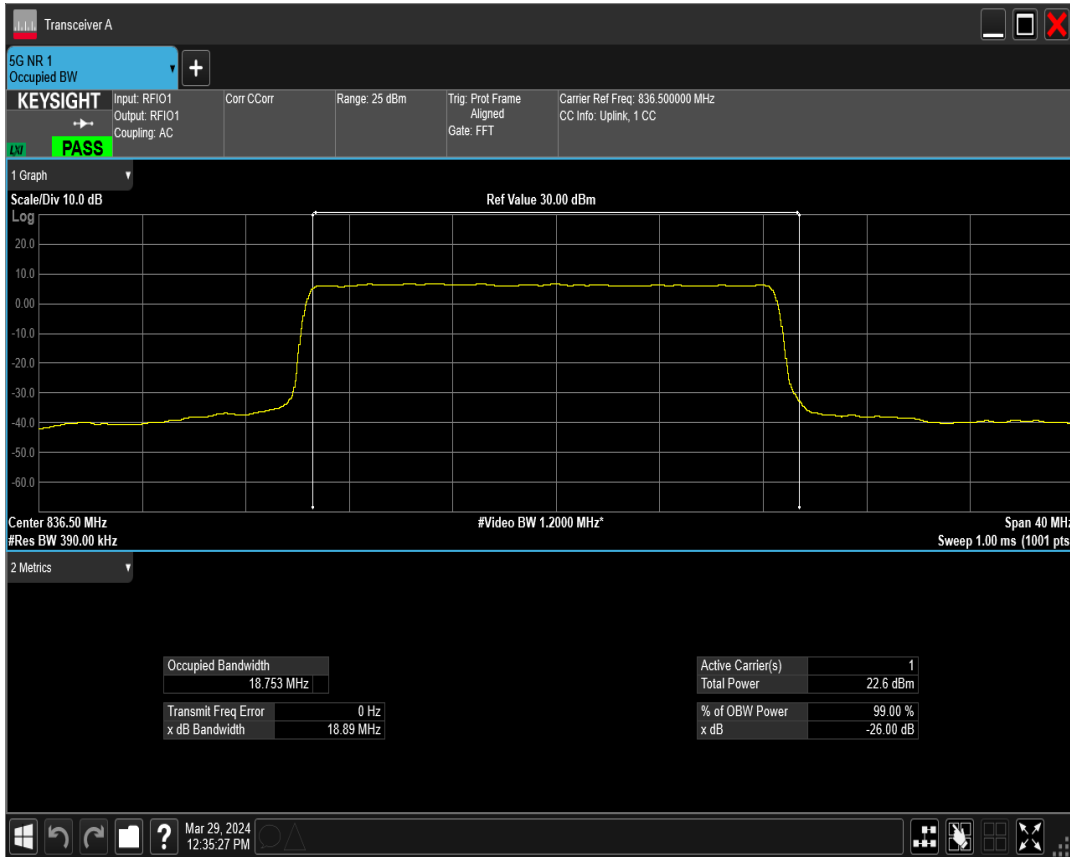 Transceiver A
5G NR 1
Occupied BW
+
KEYSIGHT
LXI
PASS
Input: RFIO1
Output: RFIO1
Coupling: AC
Corr CCorr
Range: 25 dBm
Trig: Prot Frame
Aligned
Gate: FFT
Carrier Ref Freq: 836.500000 MHz
CC Info: Uplink, 1 CC
1 Graph
Scale/Div 10.0 dB
Ref Value 30.00 dBm
Log
20.0
10.0
0.00
-10.0
-20.0
-30.0
-40.0
-50.0
-60.0
Center 836.50 MHz
#Video BW 1.2000 MHz*
Span 40 MHz
#Res BW 390.00 kHz
Sweep 1.00 ms (1001 pts
2 Metrics
Occupied Bandwidth
18.753 MHz
Transmit Freq Error 0 Hz
x dB Bandwidth 18.89 MHz
Active Carrier(s) 1
Total Power 22.6 dBm
% of OBW Power 99.00 %
x dB -26.00 dB
?
Mar 29, 2024
12:35:27 PM